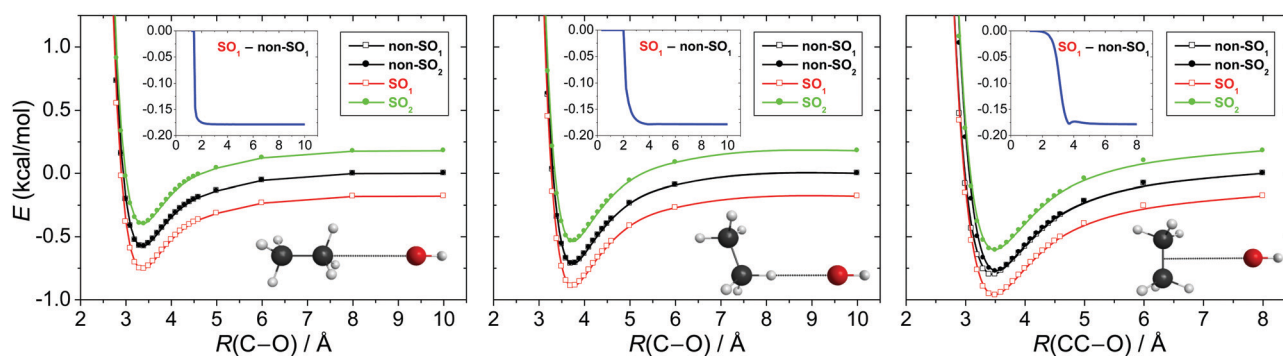 E (kcal/mol)
1.0
0.5
0.0
-0.5
-1.0
2 3 4 5 6 7 8 9 10
R(C–O) / Å
0.00
-0.05
-0.10
-0.15
-0.20
0 2 4 6 8 10
SO₁ – non-SO₁
non-SO₁
non-SO₂
SO₁
SO₂
2 3 4 5 6 7 8 9 10
R(C–O) / Å
0.00
-0.05
-0.10
-0.15
-0.20
0 2 4 6 8 10
SO₁ – non-SO₁
non-SO₁
non-SO₂
SO₁
SO₂
2 3 4 5 6 7 8
R(CC–O) / Å
0.00
-0.05
-0.10
-0.15
-0.20
0 2 4 6 8
SO₁ – non-SO₁
non-SO₁
non-SO₂
SO₁
SO₂